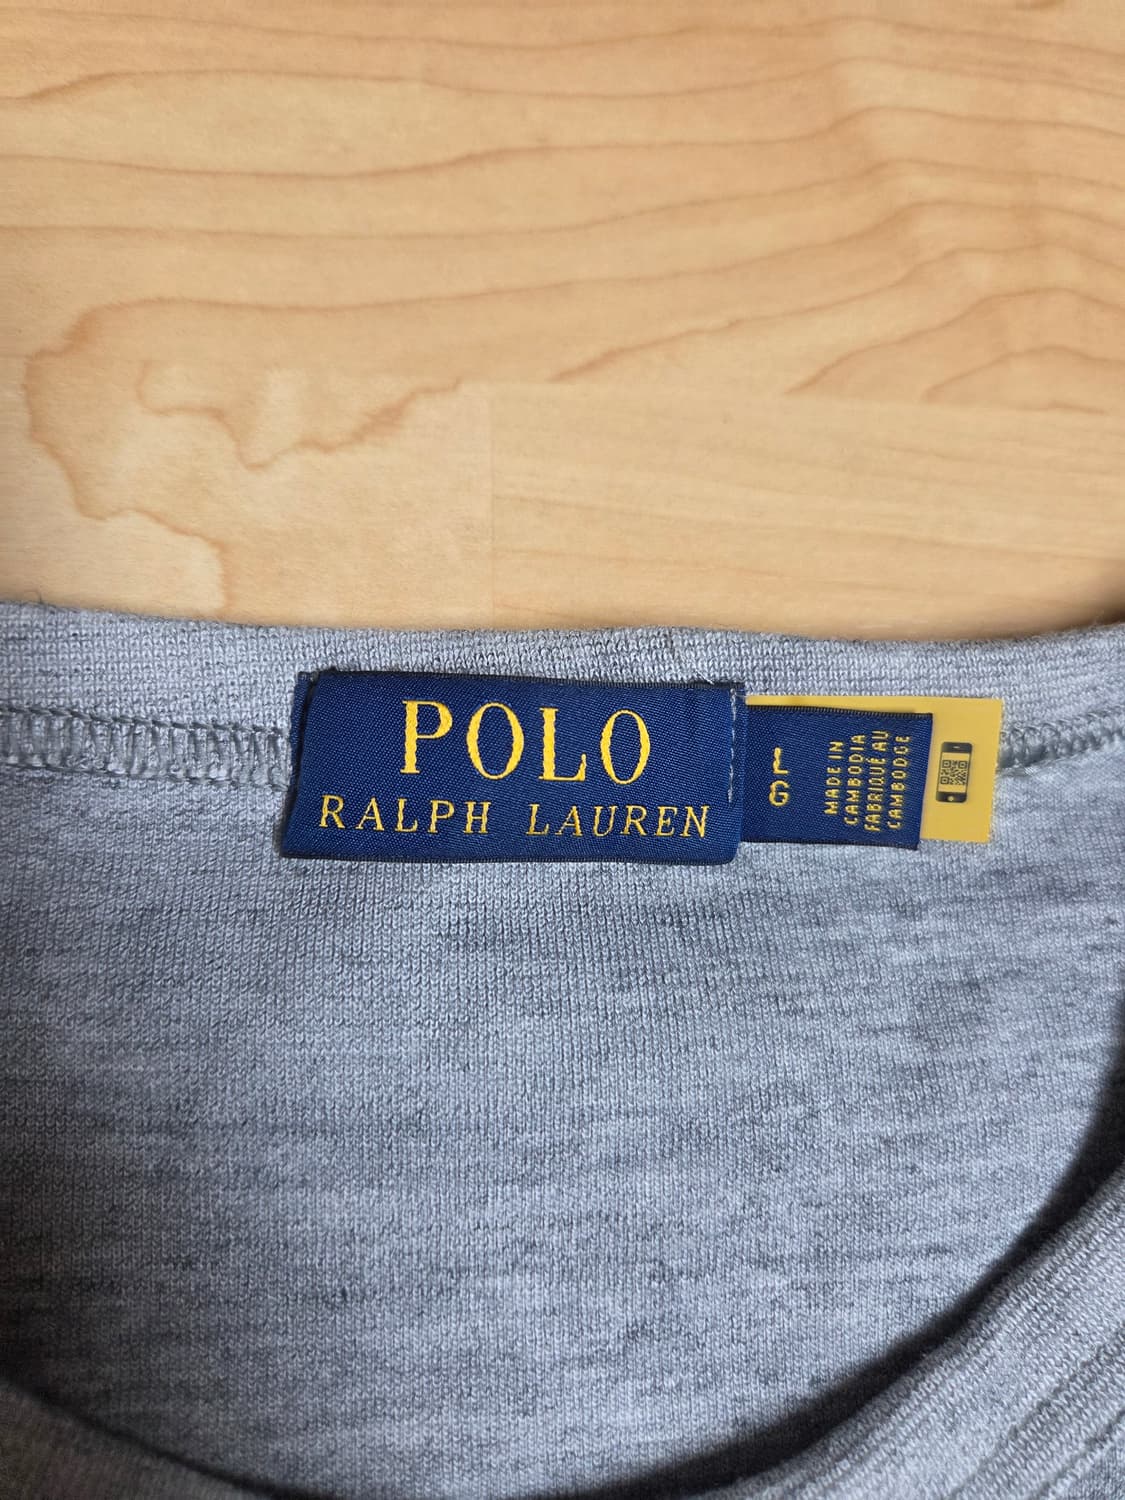 POLO
RALPH LAUREN
L
G
MADE IN
CAMBODIA
FABRIQUÉ AU
CAMBODGE